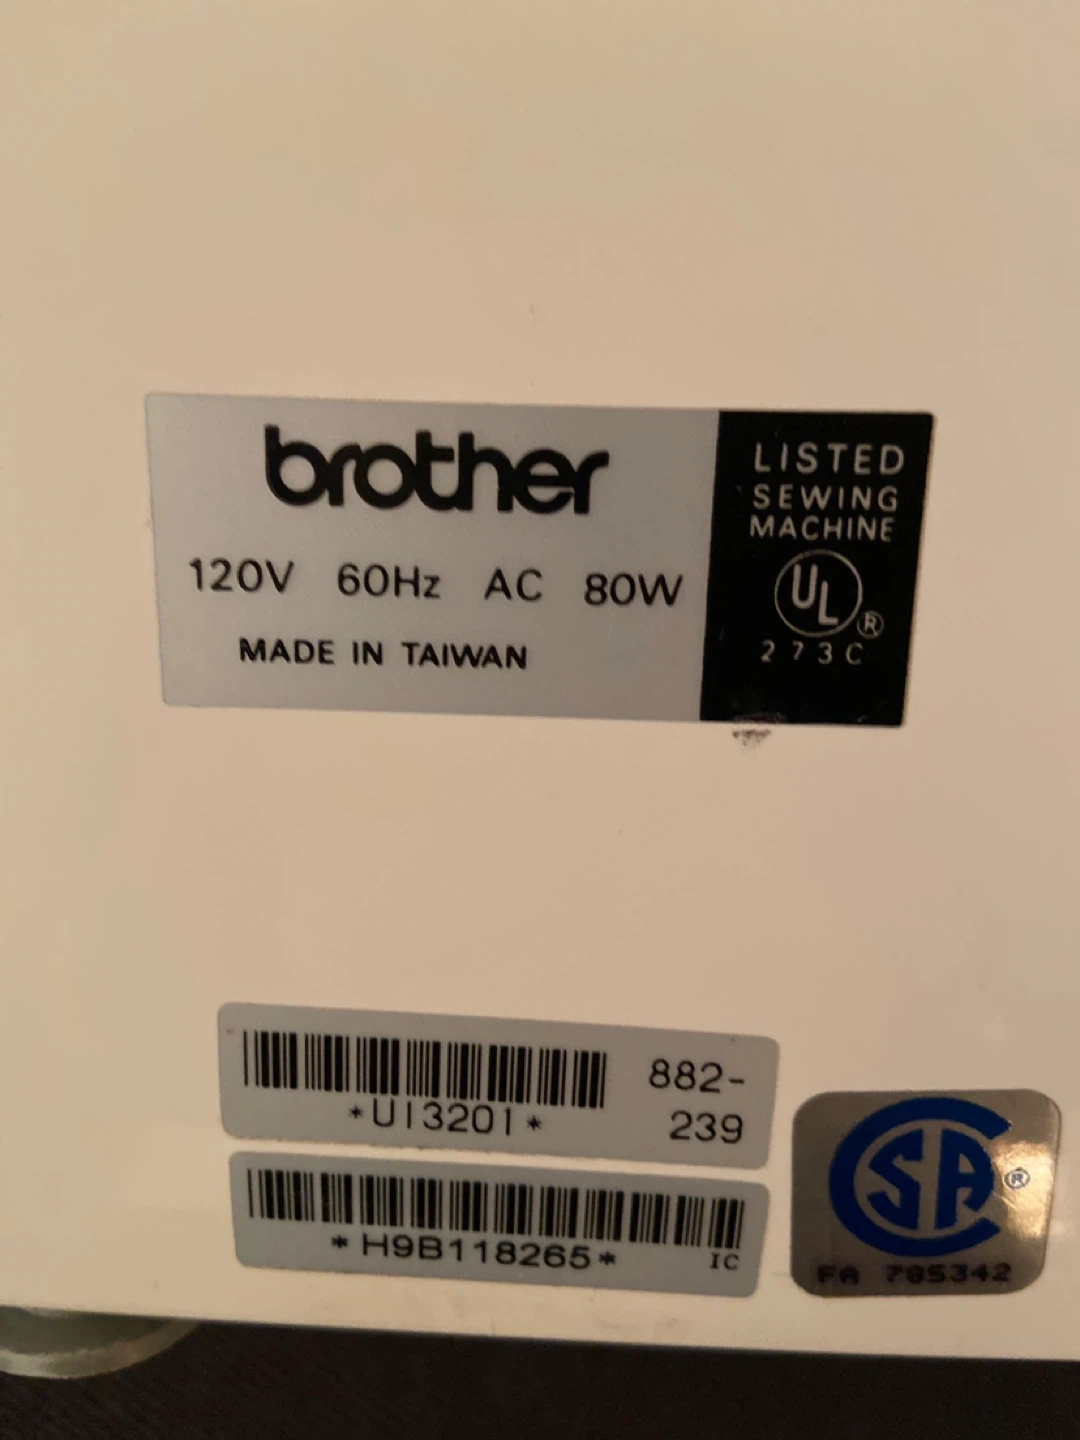 brother
120V 60Hz AC 80W
MADE IN TAIWAN
LISTED
SEWING
MACHINE
UL ®
273C
*UI3201*
882-
239
*H9B118265*
IC
CSA ®
FA 705342